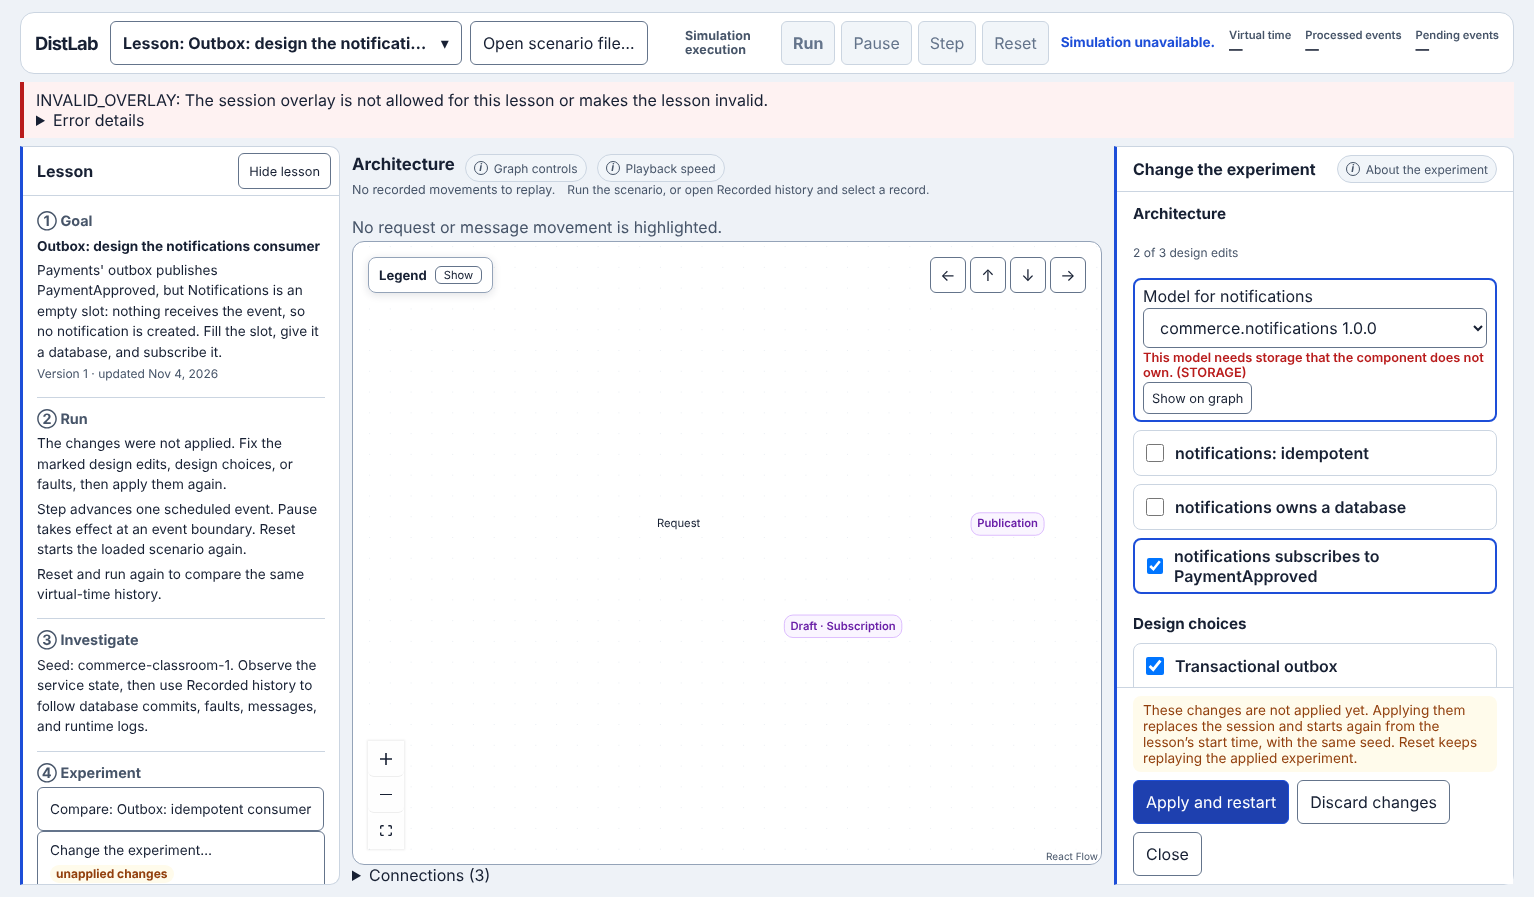 DistLab
Lesson: Outbox: design the notificati... ▼
Open scenario file...
Simulation
execution
Run
Pause
Step
Reset
Simulation unavailable.
Virtual time
—
Processed events
—
Pending events
—
INVALID_OVERLAY: The session overlay is not allowed for this lesson or makes the lesson invalid.
▶ Error details
Lesson
Hide lesson
1 Goal
Outbox: design the notifications consumer
Payments' outbox publishes
PaymentApproved, but Notifications is an
empty slot: nothing receives the event, so
no notification is created. Fill the slot, give it
a database, and subscribe it.
Version 1 · updated Nov 4, 2026
2 Run
The changes were not applied. Fix the
marked design edits, design choices, or
faults, then apply them again.
Step advances one scheduled event. Pause
takes effect at an event boundary. Reset
starts the loaded scenario again.
Reset and run again to compare the same
virtual-time history.
3 Investigate
Seed: commerce-classroom-1. Observe the
service state, then use Recorded history to
follow database commits, faults, messages,
and runtime logs.
4 Experiment
Compare: Outbox: idempotent consumer
Change the experiment...
unapplied changes
Architecture
i Graph controls
i Playback speed
No recorded movements to replay. Run the scenario, or open Recorded history and select a record.
No request or message movement is highlighted.
Legend
Show
← ↑ ↓ →
Request
Publication
Draft · Subscription
+
−
React Flow
▶ Connections (3)
Change the experiment
i About the experiment
Architecture
2 of 3 design edits
Model for notifications
commerce.notifications 1.0.0
This model needs storage that the component does not
own. (STORAGE)
Show on graph
notifications: idempotent
notifications owns a database
notifications subscribes to
PaymentApproved
Design choices
Transactional outbox
These changes are not applied yet. Applying them
replaces the session and starts again from the
lesson's start time, with the same seed. Reset keeps
replaying the applied experiment.
Apply and restart
Discard changes
Close